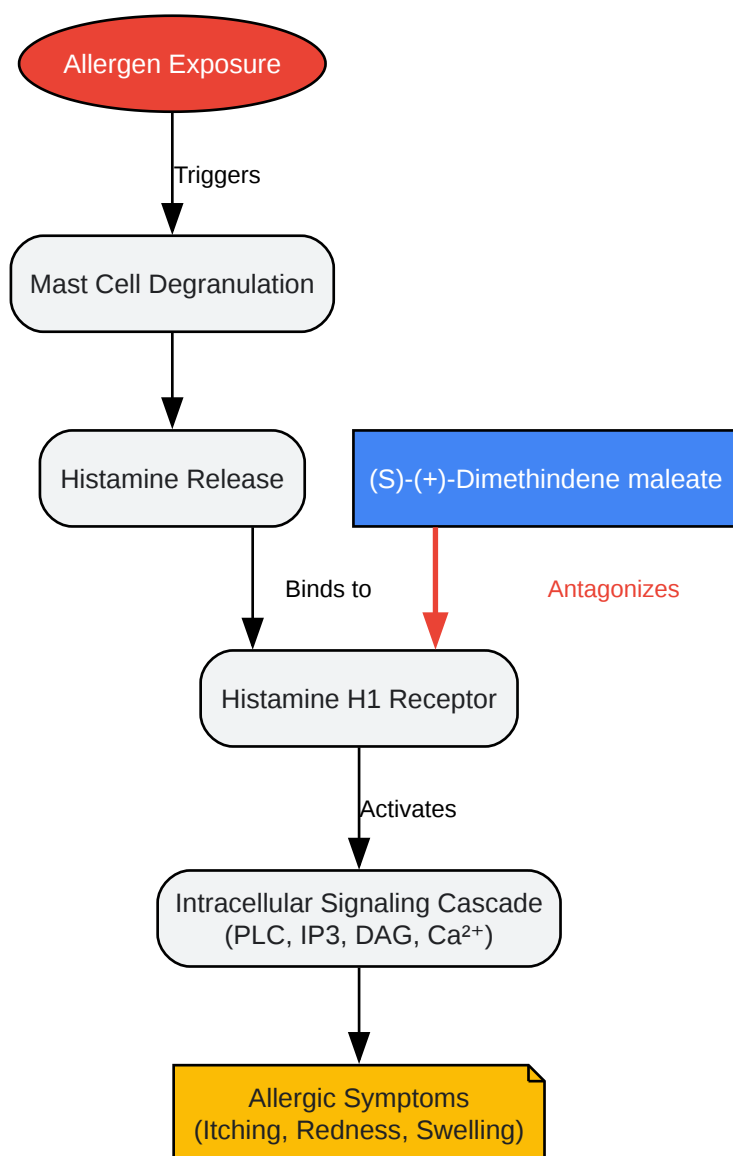 Allergen Exposure
Triggers
Mast Cell Degranulation
Histamine Release
(S)-(+)-Dimethindene maleate
Binds to
Antagonizes
Histamine H1 Receptor
Activates
Intracellular Signaling Cascade
(PLC, IP3, DAG, Ca²⁺)
Allergic Symptoms
(Itching, Redness, Swelling)